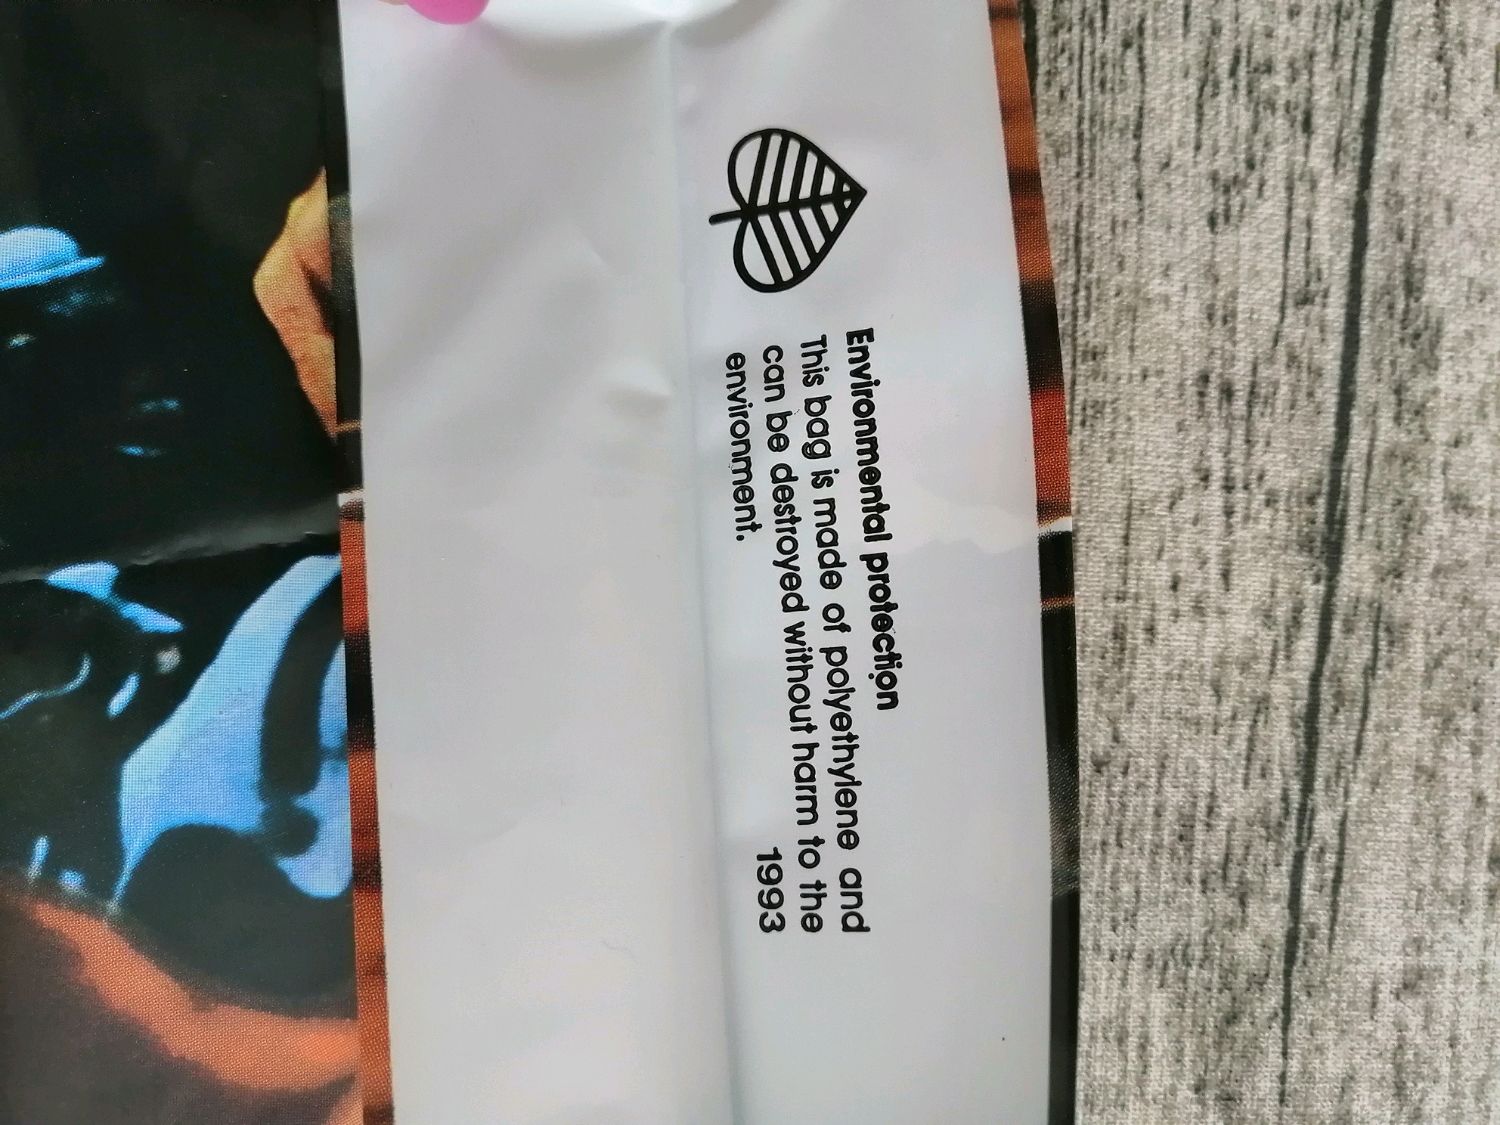 Environmental protection
This bag is made of polyethylene and
can be destroyed without harm to the
environment. 1993